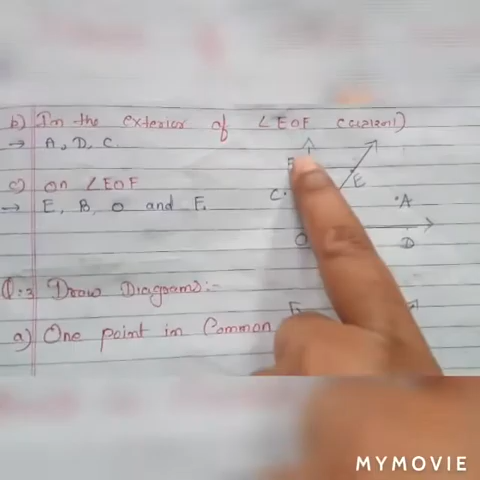 b) In the exterior of ∠EOF
→ A, D, C.
F
E
C
A
c) on ∠EOF
→ E, B, O and F.
O
D
Q:3 Draw Diagrams:-
a) One point in Common
MYMOVIE